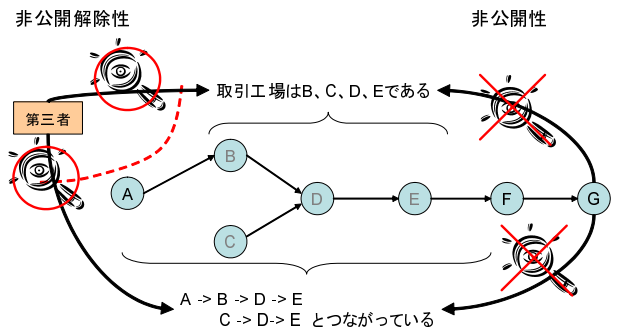 非公開解除性
非公開性
取引工場はB、C、D、Eである
第三者
B
A
D
E
F
G
C
A -> B -> D -> E
C -> D-> E とつながっている